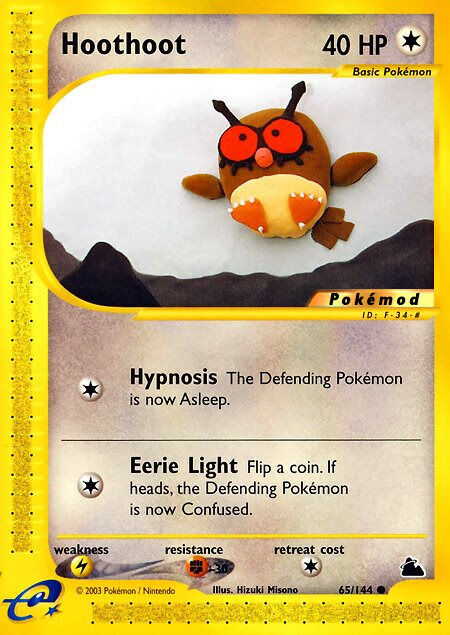 Hoothoot 40 HP
Basic Pokémon
Pokémod
ID: F-34-#
Hypnosis The Defending Pokémon
is now Asleep.
Eerie Light Flip a coin. If
heads, the Defending Pokémon
is now Confused.
weakness resistance retreat cost
-30
© 2003 Pokémon / Nintendo Illus. Hizuki Misono 65/144
e